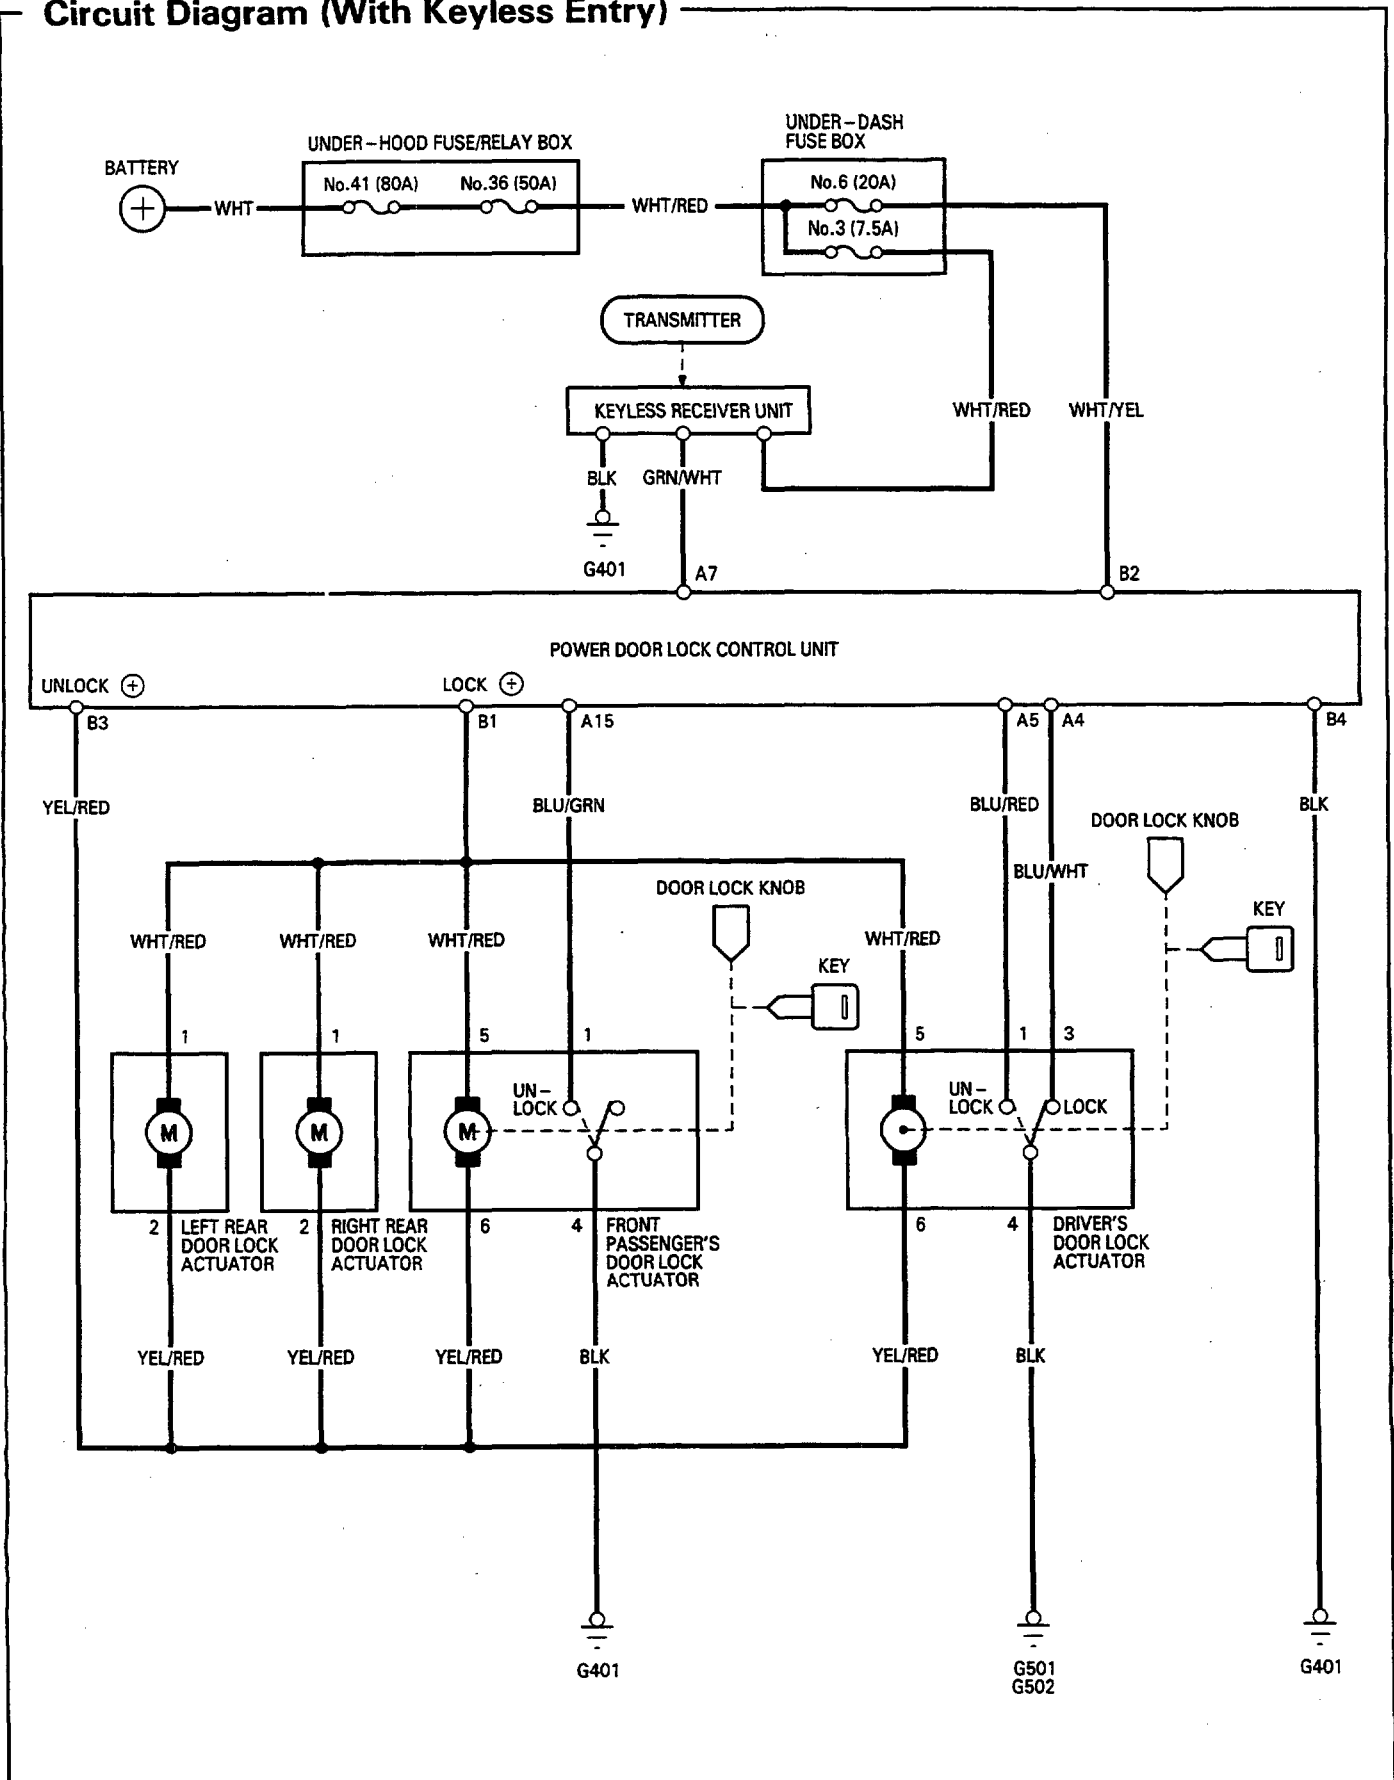 Circuit Diagram (With Keyless Entry)
UNDER-DASH
FUSE BOX
UNDER-HOOD FUSE/RELAY BOX
BATTERY
No.41 (80A)
No.36 (50A)
No.6 (20A)
+
WHT
WHT/RED
No.3 (7.5A)
TRANSMITTER
KEYLESS RECEIVER UNIT
WHT/RED
WHT/YEL
BLK
GRN/WHT
G401
A7
B2
POWER DOOR LOCK CONTROL UNIT
UNLOCK +
LOCK +
B3
B1
A15
A5
A4
B4
YEL/RED
BLU/GRN
BLU/RED
BLK
DOOR LOCK KNOB
BLU/WHT
DOOR LOCK KNOB
KEY
WHT/RED
WHT/RED
WHT/RED
WHT/RED
KEY
1
1
5
1
5
1
3
UN-
LOCK
UN-
LOCK
LOCK
M
M
M
2
LEFT REAR
DOOR LOCK
ACTUATOR
2
RIGHT REAR
DOOR LOCK
ACTUATOR
6
4
FRONT
PASSENGER'S
DOOR LOCK
ACTUATOR
6
4
DRIVER'S
DOOR LOCK
ACTUATOR
YEL/RED
YEL/RED
YEL/RED
BLK
YEL/RED
BLK
G401
G501
G502
G401